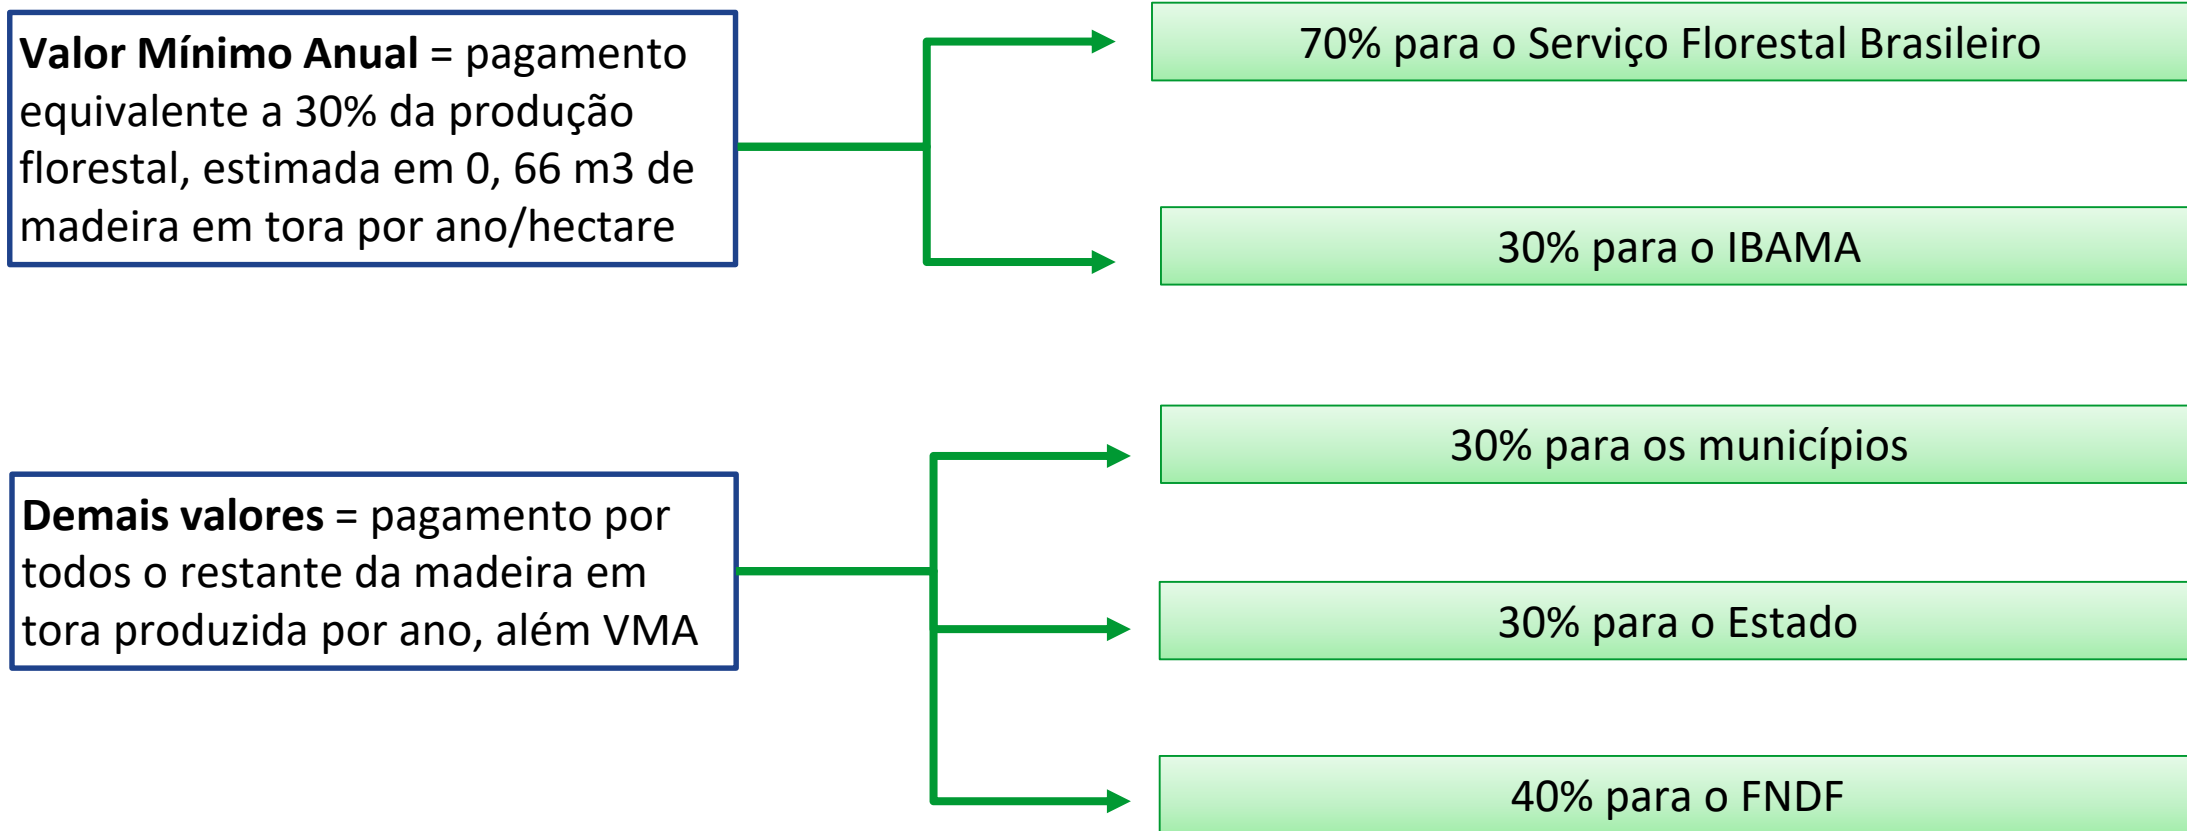 Valor Mínimo Anual = pagamento
equivalente a 30% da produção
florestal, estimada em 0, 66 m3 de
madeira em tora por ano/hectare
70% para o Serviço Florestal Brasileiro
30% para o IBAMA
Demais valores = pagamento por
todos o restante da madeira em
tora produzida por ano, além VMA
30% para os municípios
30% para o Estado
40% para o FNDF